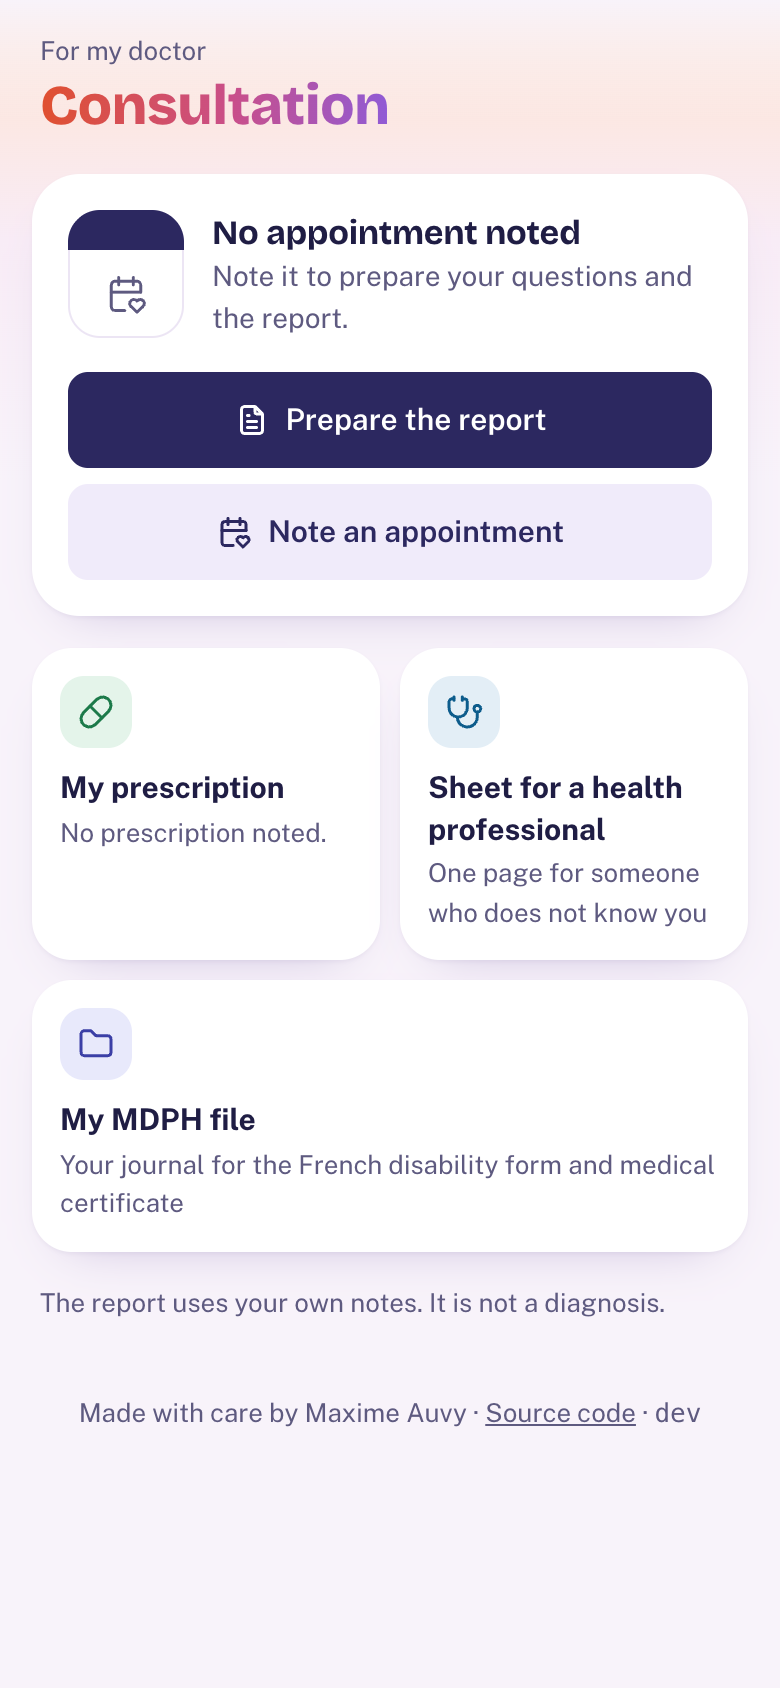 For my doctor
Consultation
No appointment noted
Note it to prepare your questions and
the report.
Prepare the report
Note an appointment
My prescription
No prescription noted.
Sheet for a health
professional
One page for someone
who does not know you
My MDPH file
Your journal for the French disability form and medical
certificate
The report uses your own notes. It is not a diagnosis.
Made with care by Maxime Auvy · Source code · dev